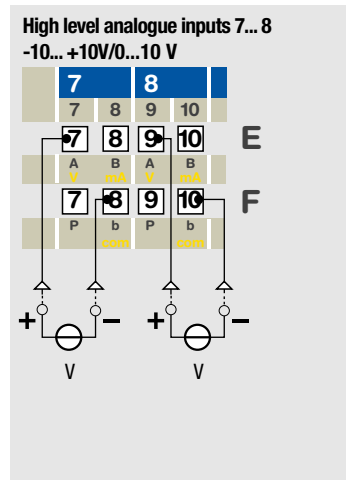 High level analogue inputs 7... 8
-10... +10V/0...10 V
7 8
7 8 9 10
7 8 9 10 E
A B A B
V mA V mA
7 8 9 10 F
P b P b
com com
+ − + −
V V